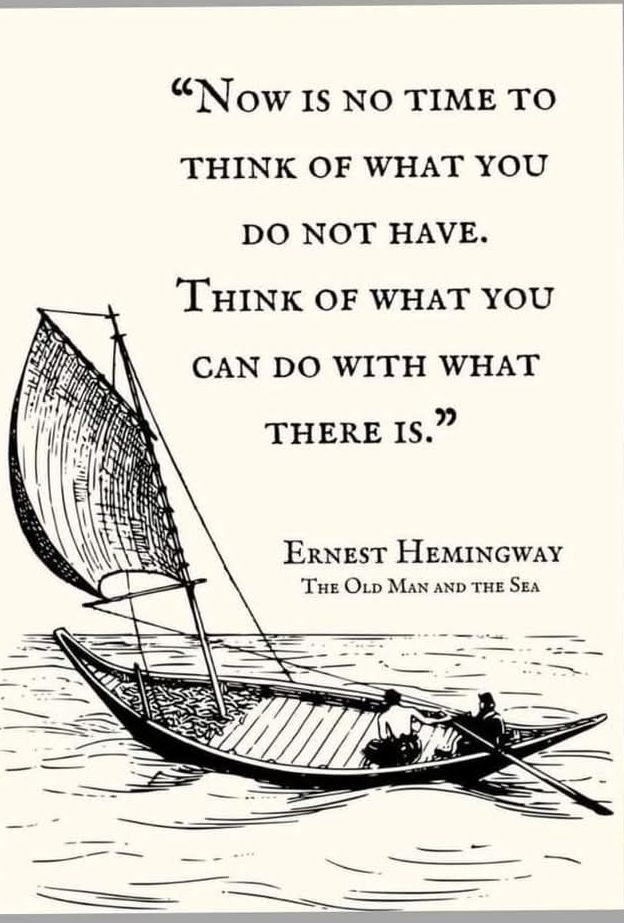 “Now is no time to
think of what you
do not have.
Think of what you
can do with what
there is.”
Ernest Hemingway
The Old Man and the Sea